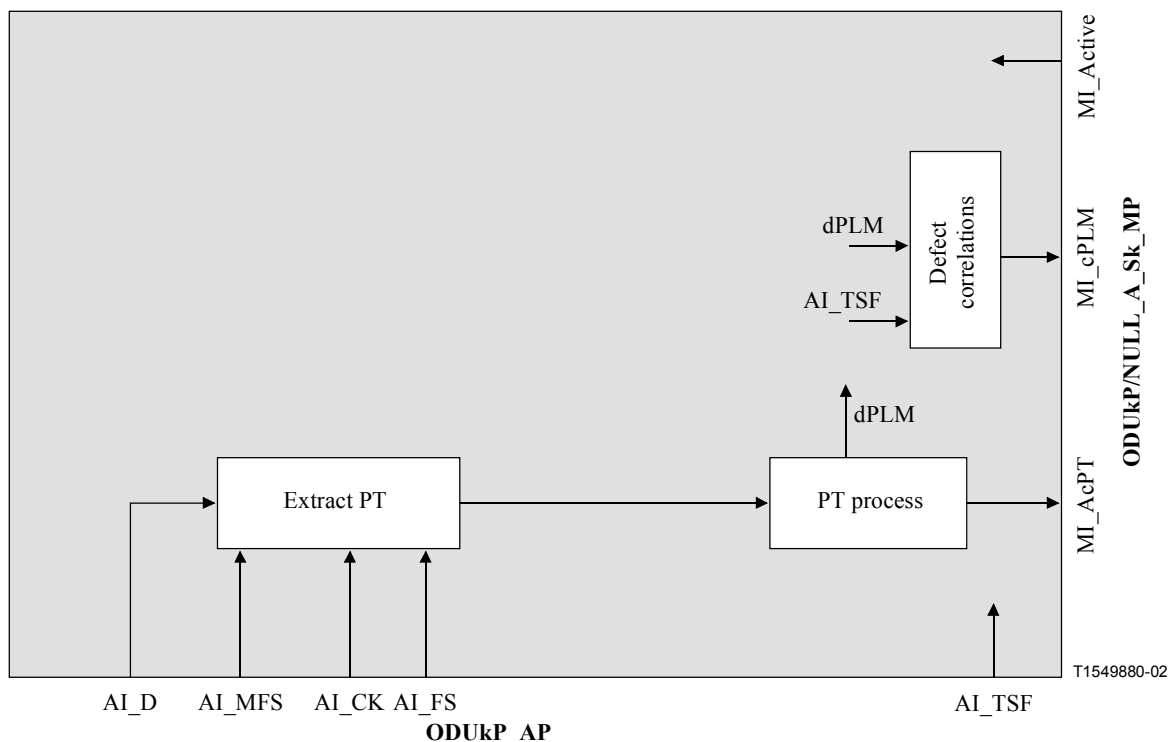 MI_Active
dPLM
AI_TSF
Defect
correlations
MI_cPLM
ODUkP/NULL_A_Sk_MP
dPLM
Extract PT
PT process
MI_AcPT
T1549880-02
AI_D
AI_MFS
AI_CK
AI_FS
AI_TSF
ODUkP_AP